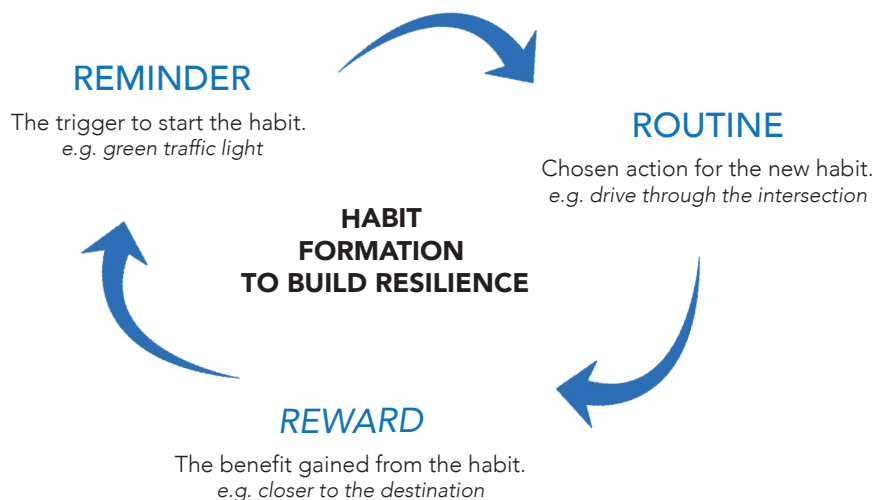 REMINDER
The trigger to start the habit.
e.g. green traffic light
ROUTINE
Chosen action for the new habit.
e.g. drive through the intersection
HABIT
FORMATION
TO BUILD RESILIENCE
REWARD
The benefit gained from the habit.
e.g. closer to the destination